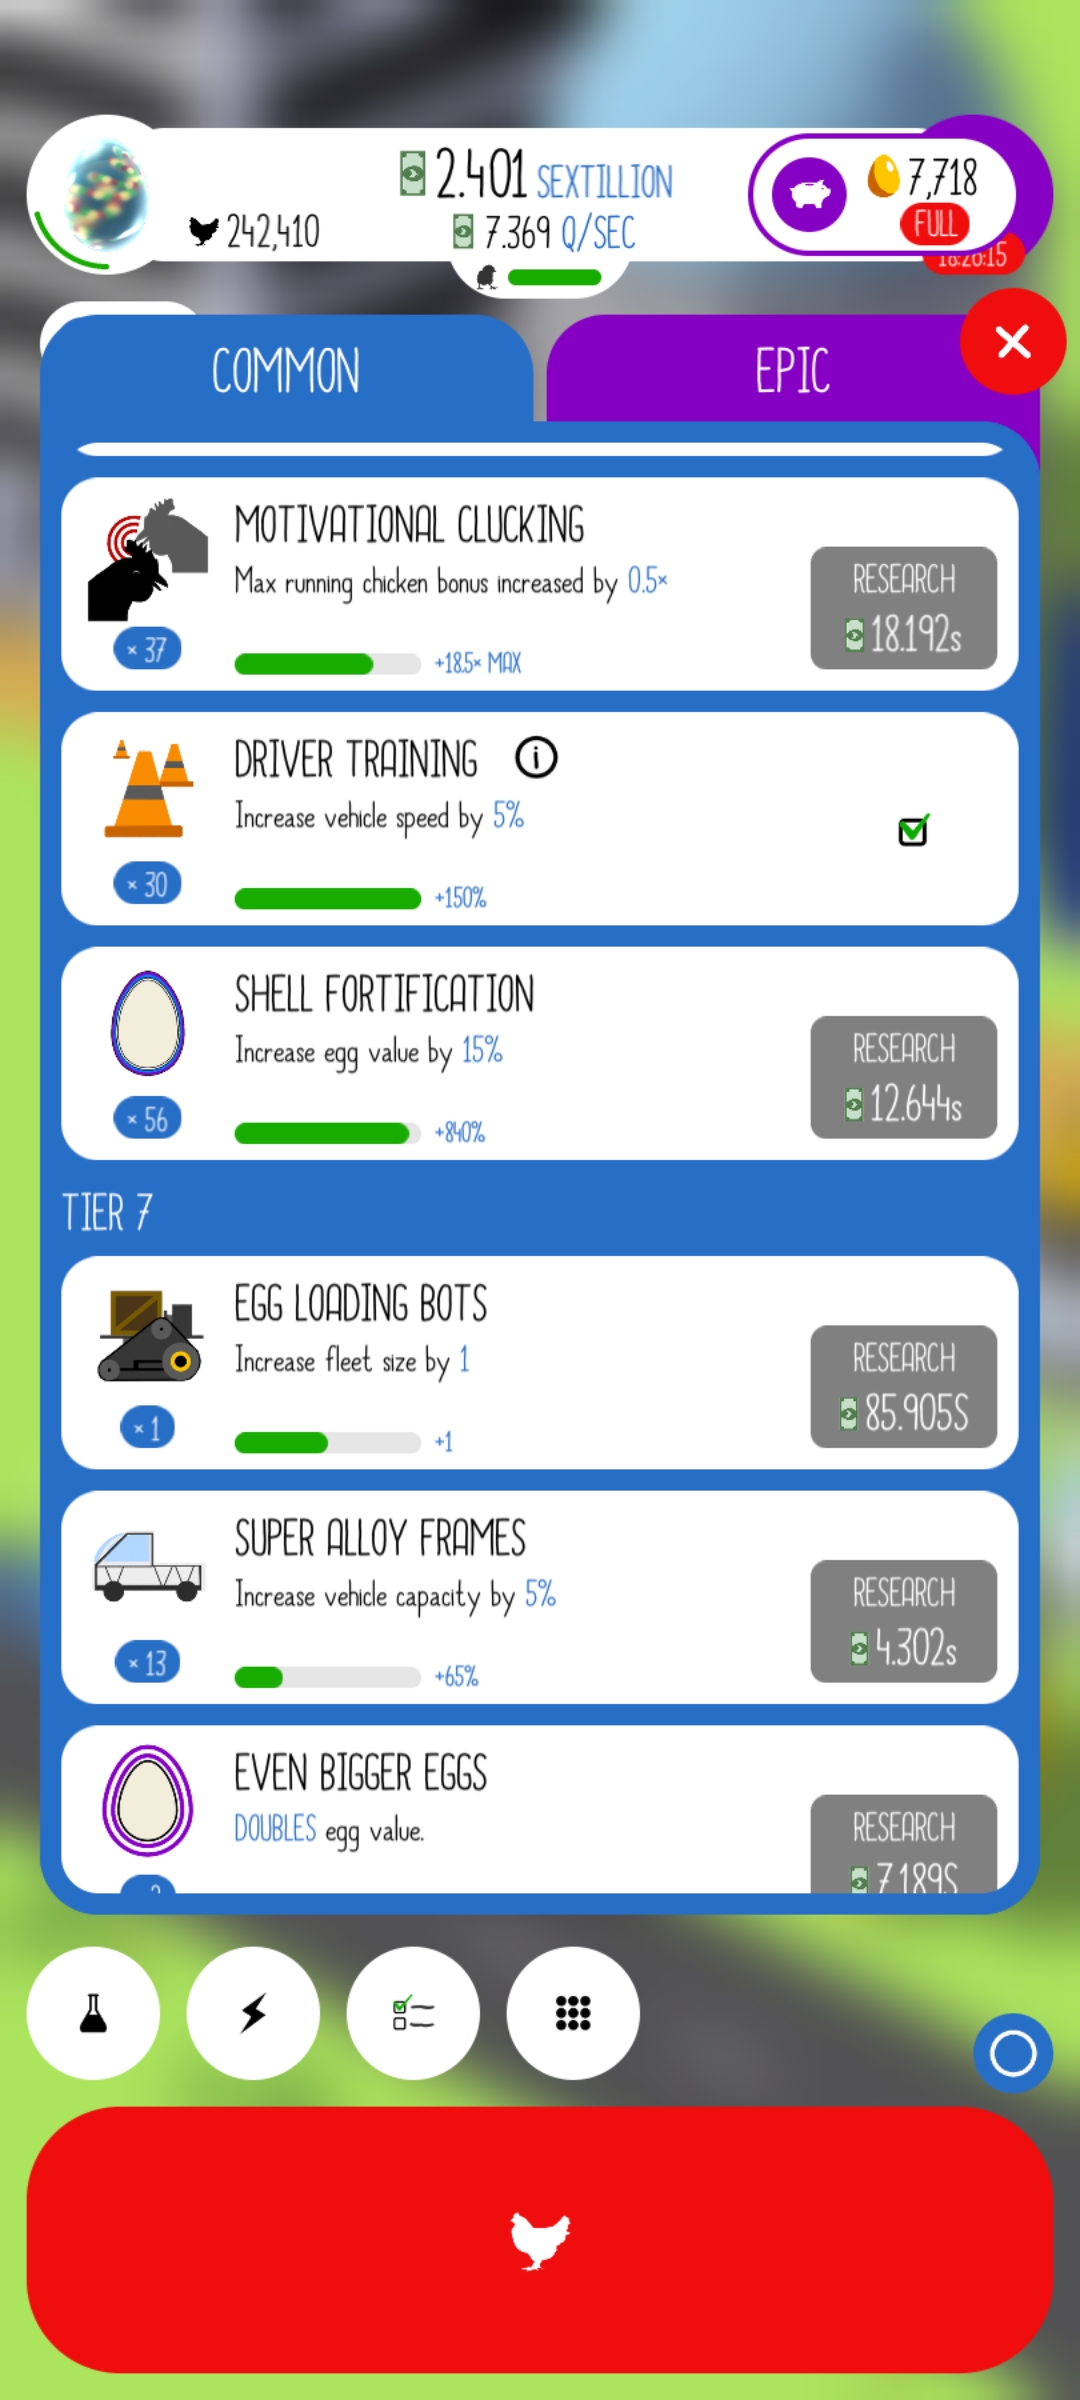 2.401 SEXTILLION
7,718
242,410
7.369 Q/SEC
FULL
COMMON
EPIC
MOTIVATIONAL CLUCKING
Max running chicken bonus increased by 0.5×
RESEARCH
18.192s
× 37
+18.5× MAX
DRIVER TRAINING
Increase vehicle speed by 5%
× 30
+150%
SHELL FORTIFICATION
Increase egg value by 15%
RESEARCH
12.644s
× 56
+840%
TIER 7
EGG LOADING BOTS
Increase fleet size by 1
RESEARCH
85.905S
× 1
+1
SUPER ALLOY FRAMES
Increase vehicle capacity by 5%
RESEARCH
4.302s
× 13
+65%
EVEN BIGGER EGGS
DOUBLES egg value.
RESEARCH
7.189S